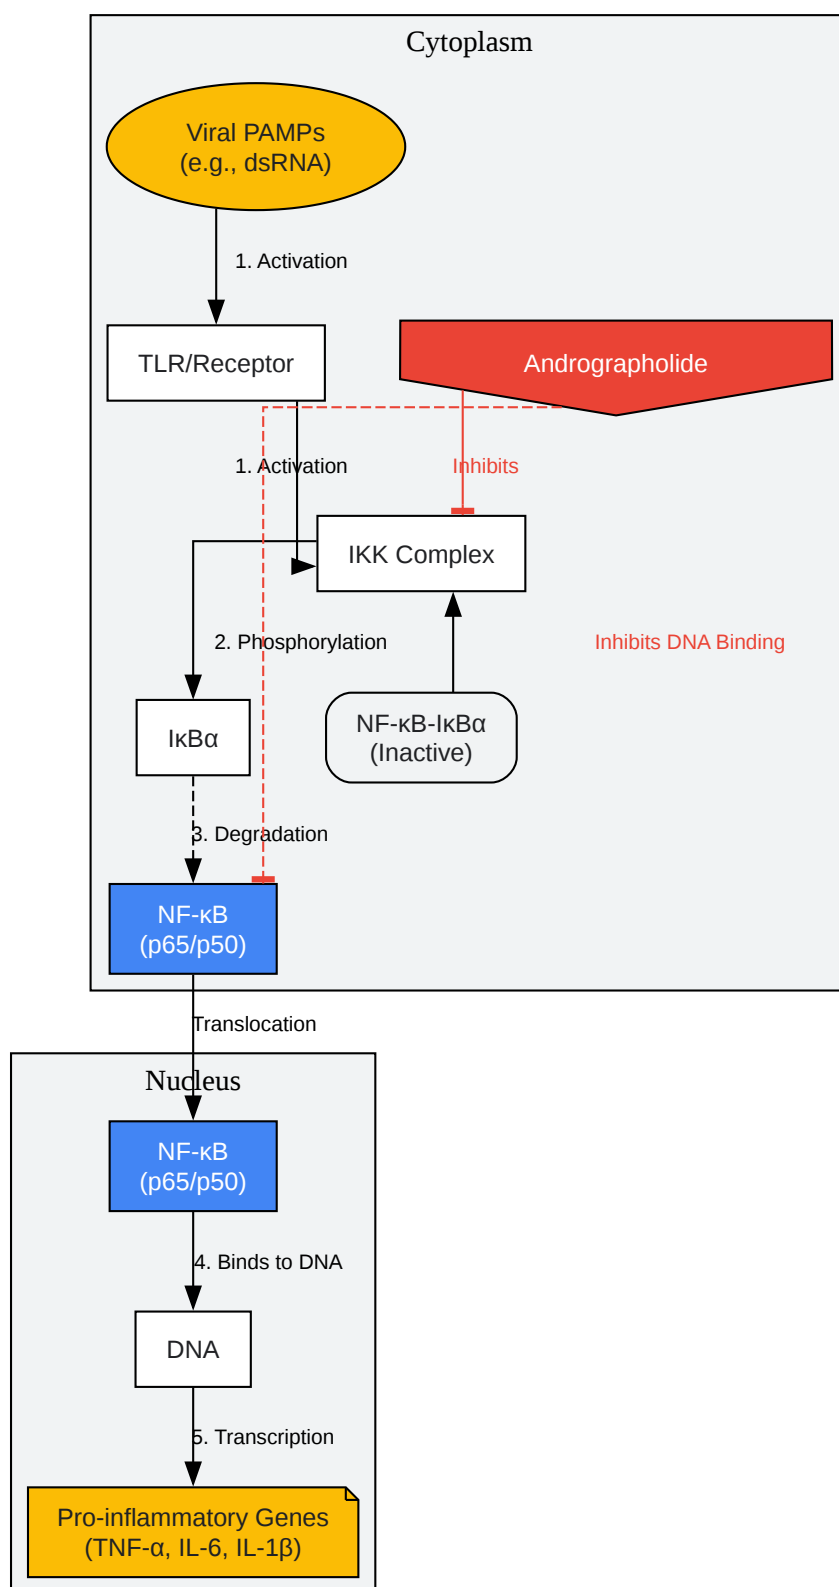 Cytoplasm
Viral PAMPs
(e.g., dsRNA)
1. Activation
TLR/Receptor
Andrographolide
1. Activation
Inhibits
IKK Complex
2. Phosphorylation
Inhibits DNA Binding
IκBα
NF-κB-IκBα
(Inactive)
3. Degradation
NF-κB
(p65/p50)
Translocation
Nucleus
NF-κB
(p65/p50)
4. Binds to DNA
DNA
5. Transcription
Pro-inflammatory Genes
(TNF-α, IL-6, IL-1β)